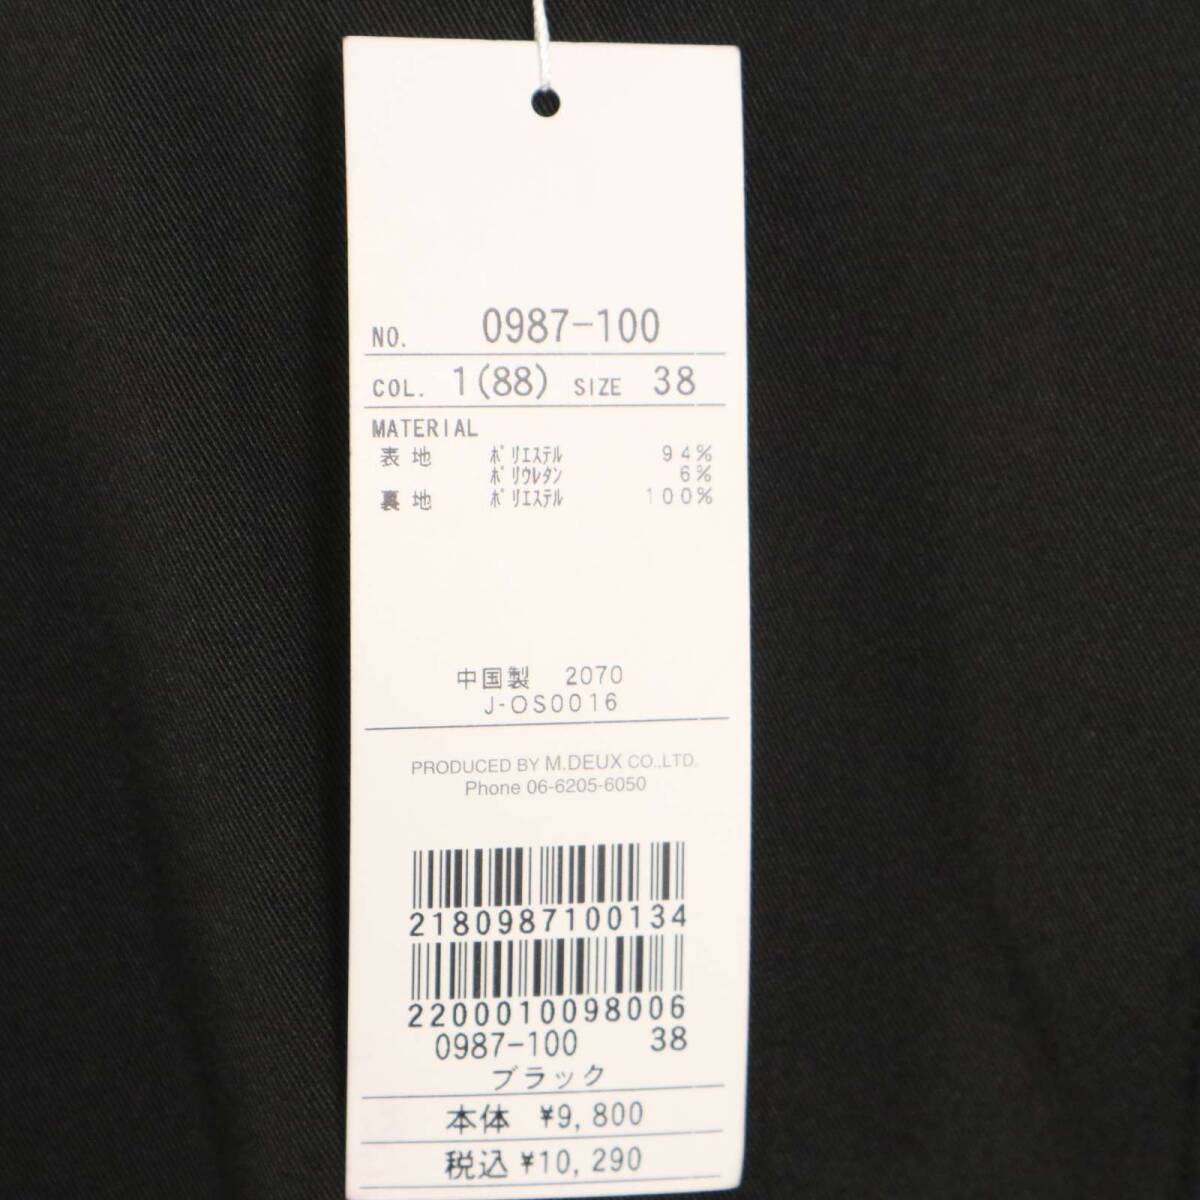 NO. 0987-100
COL. 1(88) SIZE 38
MATERIAL
表地 ﾎﾟﾘｴｽﾃﾙ 94%
ﾎﾟﾘｳﾚﾀﾝ 6%
裏地 ﾎﾟﾘｴｽﾃﾙ 100%
中国製 2070
J-OS0016
PRODUCED BY M.DEUX CO.,LTD.
Phone 06-6205-6050
2180987100134
2200010098006
0987-100 38
ブラック
本体 ¥9,800
税込 ¥10,290